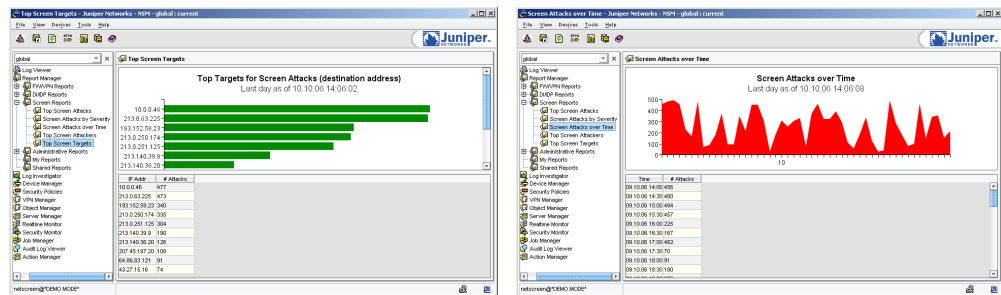 Top Screen Targets - Juniper Networks - NSM - global : current
File View Devices Tools Help
Juniper
NETWORKS
global
Top Screen Targets
Log Viewer
Report Manager
FW/VPN Reports
DI/IDP Reports
Screen Reports
Top Screen Attacks
Screen Attacks by Severity
Screen Attacks over Time
Top Screen Attackers
Top Screen Targets
Administrative Reports
My Reports
Shared Reports
Log Investigator
Device Manager
Security Policies
VPN Manager
Object Manager
Server Manager
Realtime Monitor
Security Monitor
Job Manager
Audit Log Viewer
Action Manager
Top Targets for Screen Attacks (destination address)
Last day as of 10.10.06 14:06:02
10.0.0.46
213.0.63.225
193.152.59.23
213.0.250.174
213.0.251.125
213.140.39.9
213.140.36.20
IP Addr # Attacks
10.0.0.46 477
213.0.63.225 473
193.152.59.23 340
213.0.250.174 335
213.0.251.125 304
213.140.39.9 190
213.140.36.20 126
207.45.197.20 108
64.86.83.121 91
43.27.15.16 74
netscreen@*DEMO MODE*
Screen Attacks over Time - Juniper Networks - NSM - global : current
File View Devices Tools Help
Juniper
NETWORKS
global
Screen Attacks over Time
Log Viewer
Report Manager
FW/VPN Reports
DI/IDP Reports
Screen Reports
Top Screen Attacks
Screen Attacks by Severity
Screen Attacks over Time
Top Screen Attackers
Top Screen Targets
Administrative Reports
My Reports
Shared Reports
Log Investigator
Device Manager
Security Policies
VPN Manager
Object Manager
Server Manager
Realtime Monitor
Security Monitor
Job Manager
Audit Log Viewer
Action Manager
Screen Attacks over Time
Last day as of 10.10.06 14:06:08
500
400
300
200
100
0
10
Time # Attacks
09.10.06 14:00 456
09.10.06 14:30 480
09.10.06 15:00 494
09.10.06 15:30 457
09.10.06 16:00 225
09.10.06 16:30 167
09.10.06 17:00 482
09.10.06 17:30 70
09.10.06 18:00 91
09.10.06 18:30 180
netscreen@*DEMO MODE*